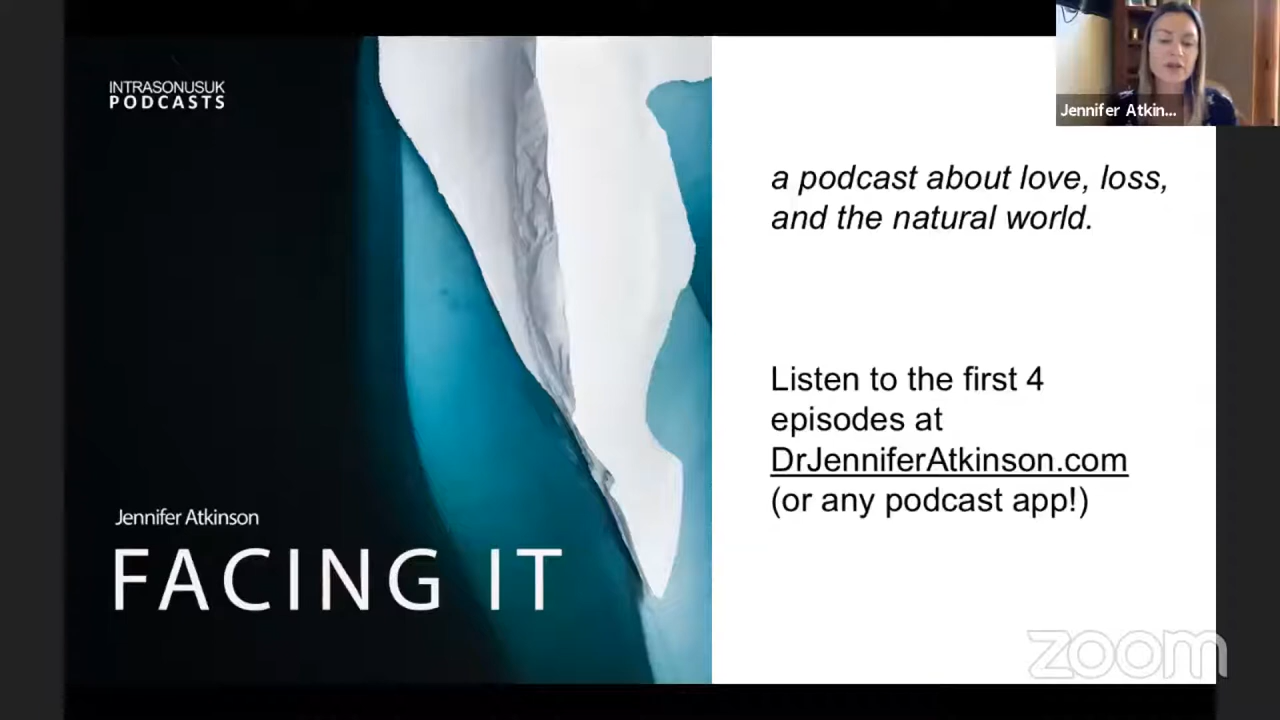 INTRASONUSUK
PODCASTS
Jennifer Atkinson
FACING IT
Jennifer Atkin...
a podcast about love, loss,
and the natural world.
Listen to the first 4
episodes at
DrJenniferAtkinson.com
(or any podcast app!)
zoom